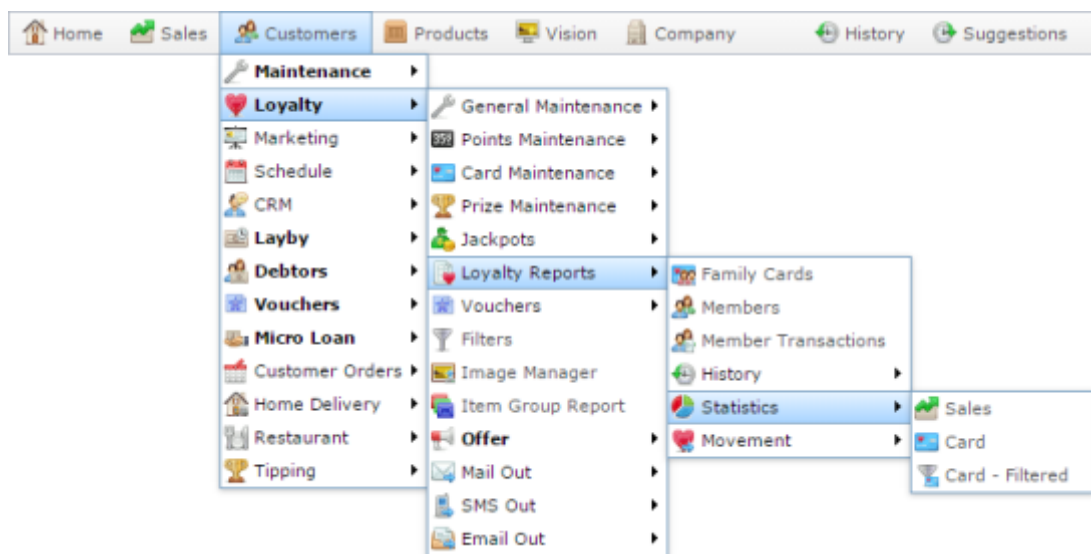 Home Sales Customers Products Vision Company History Suggestions
Maintenance
Loyalty
Marketing
Schedule
CRM
Layby
Debtors
Vouchers
Micro Loan
Customer Orders
Home Delivery
Restaurant
Tipping
General Maintenance
Points Maintenance
Card Maintenance
Prize Maintenance
Jackpots
Loyalty Reports
Vouchers
Filters
Image Manager
Item Group Report
Offer
Mail Out
SMS Out
Email Out
Family Cards
Members
Member Transactions
History
Statistics
Movement
Sales
Card
Card - Filtered